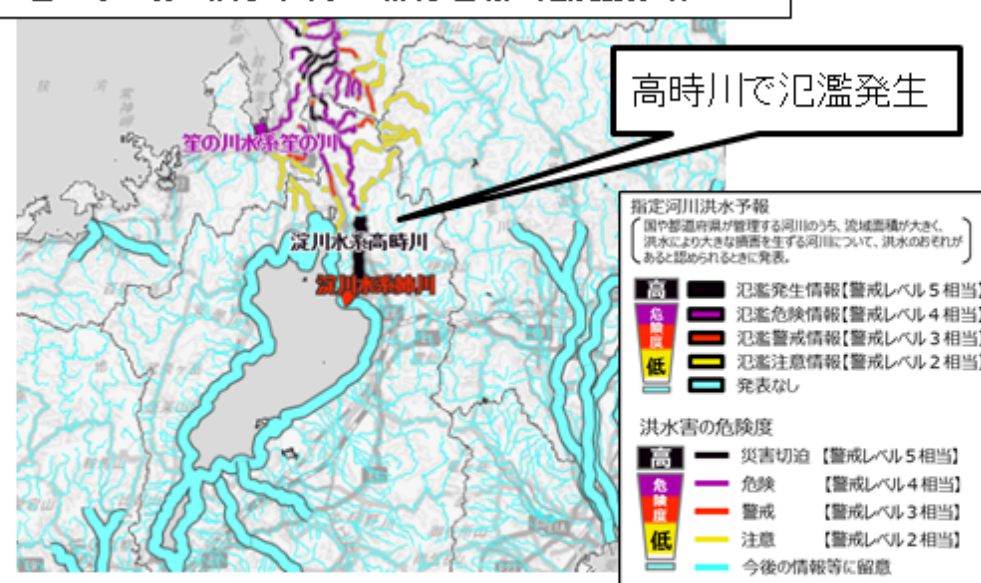 高時川で氾濫発生
笙の川水系笙の川
淀川水系高時川
淀川水系姉川
指定河川洪水予報
国や都道府県が管理する河川のうち、流域面積が大きく、
洪水により大きな損害を生ずる河川について、洪水のおそれが
あると認められるときに発表。
高
危険度
低
氾濫発生情報【警戒レベル5相当】
氾濫危険情報【警戒レベル4相当】
氾濫警戒情報【警戒レベル3相当】
氾濫注意情報【警戒レベル2相当】
発表なし
洪水害の危険度
高
危険度
低
災害切迫 【警戒レベル5相当】
危険 【警戒レベル4相当】
警戒 【警戒レベル3相当】
注意 【警戒レベル2相当】
今後の情報等に留意